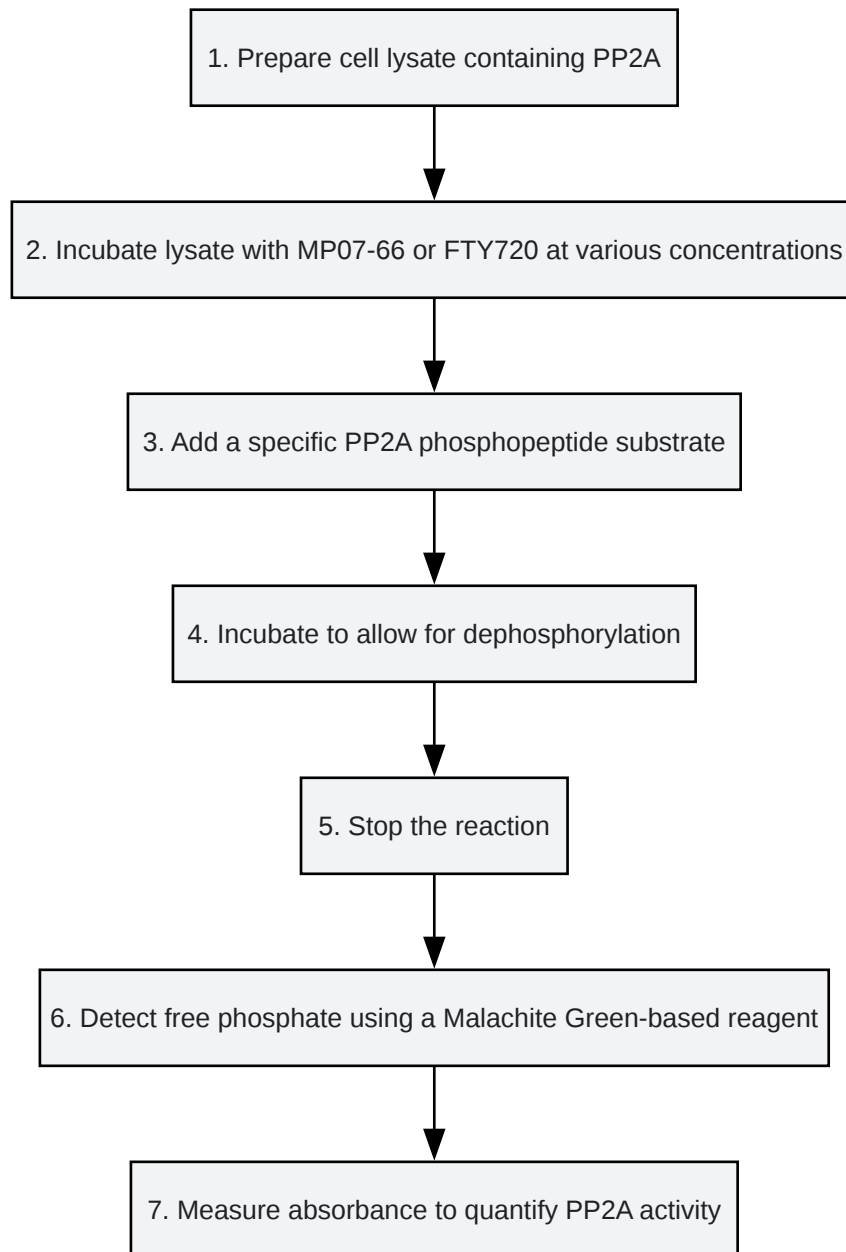 1. Prepare cell lysate containing PP2A
2. Incubate lysate with MP07-66 or FTY720 at various concentrations
3. Add a specific PP2A phosphopeptide substrate
4. Incubate to allow for dephosphorylation
5. Stop the reaction
6. Detect free phosphate using a Malachite Green-based reagent
7. Measure absorbance to quantify PP2A activity